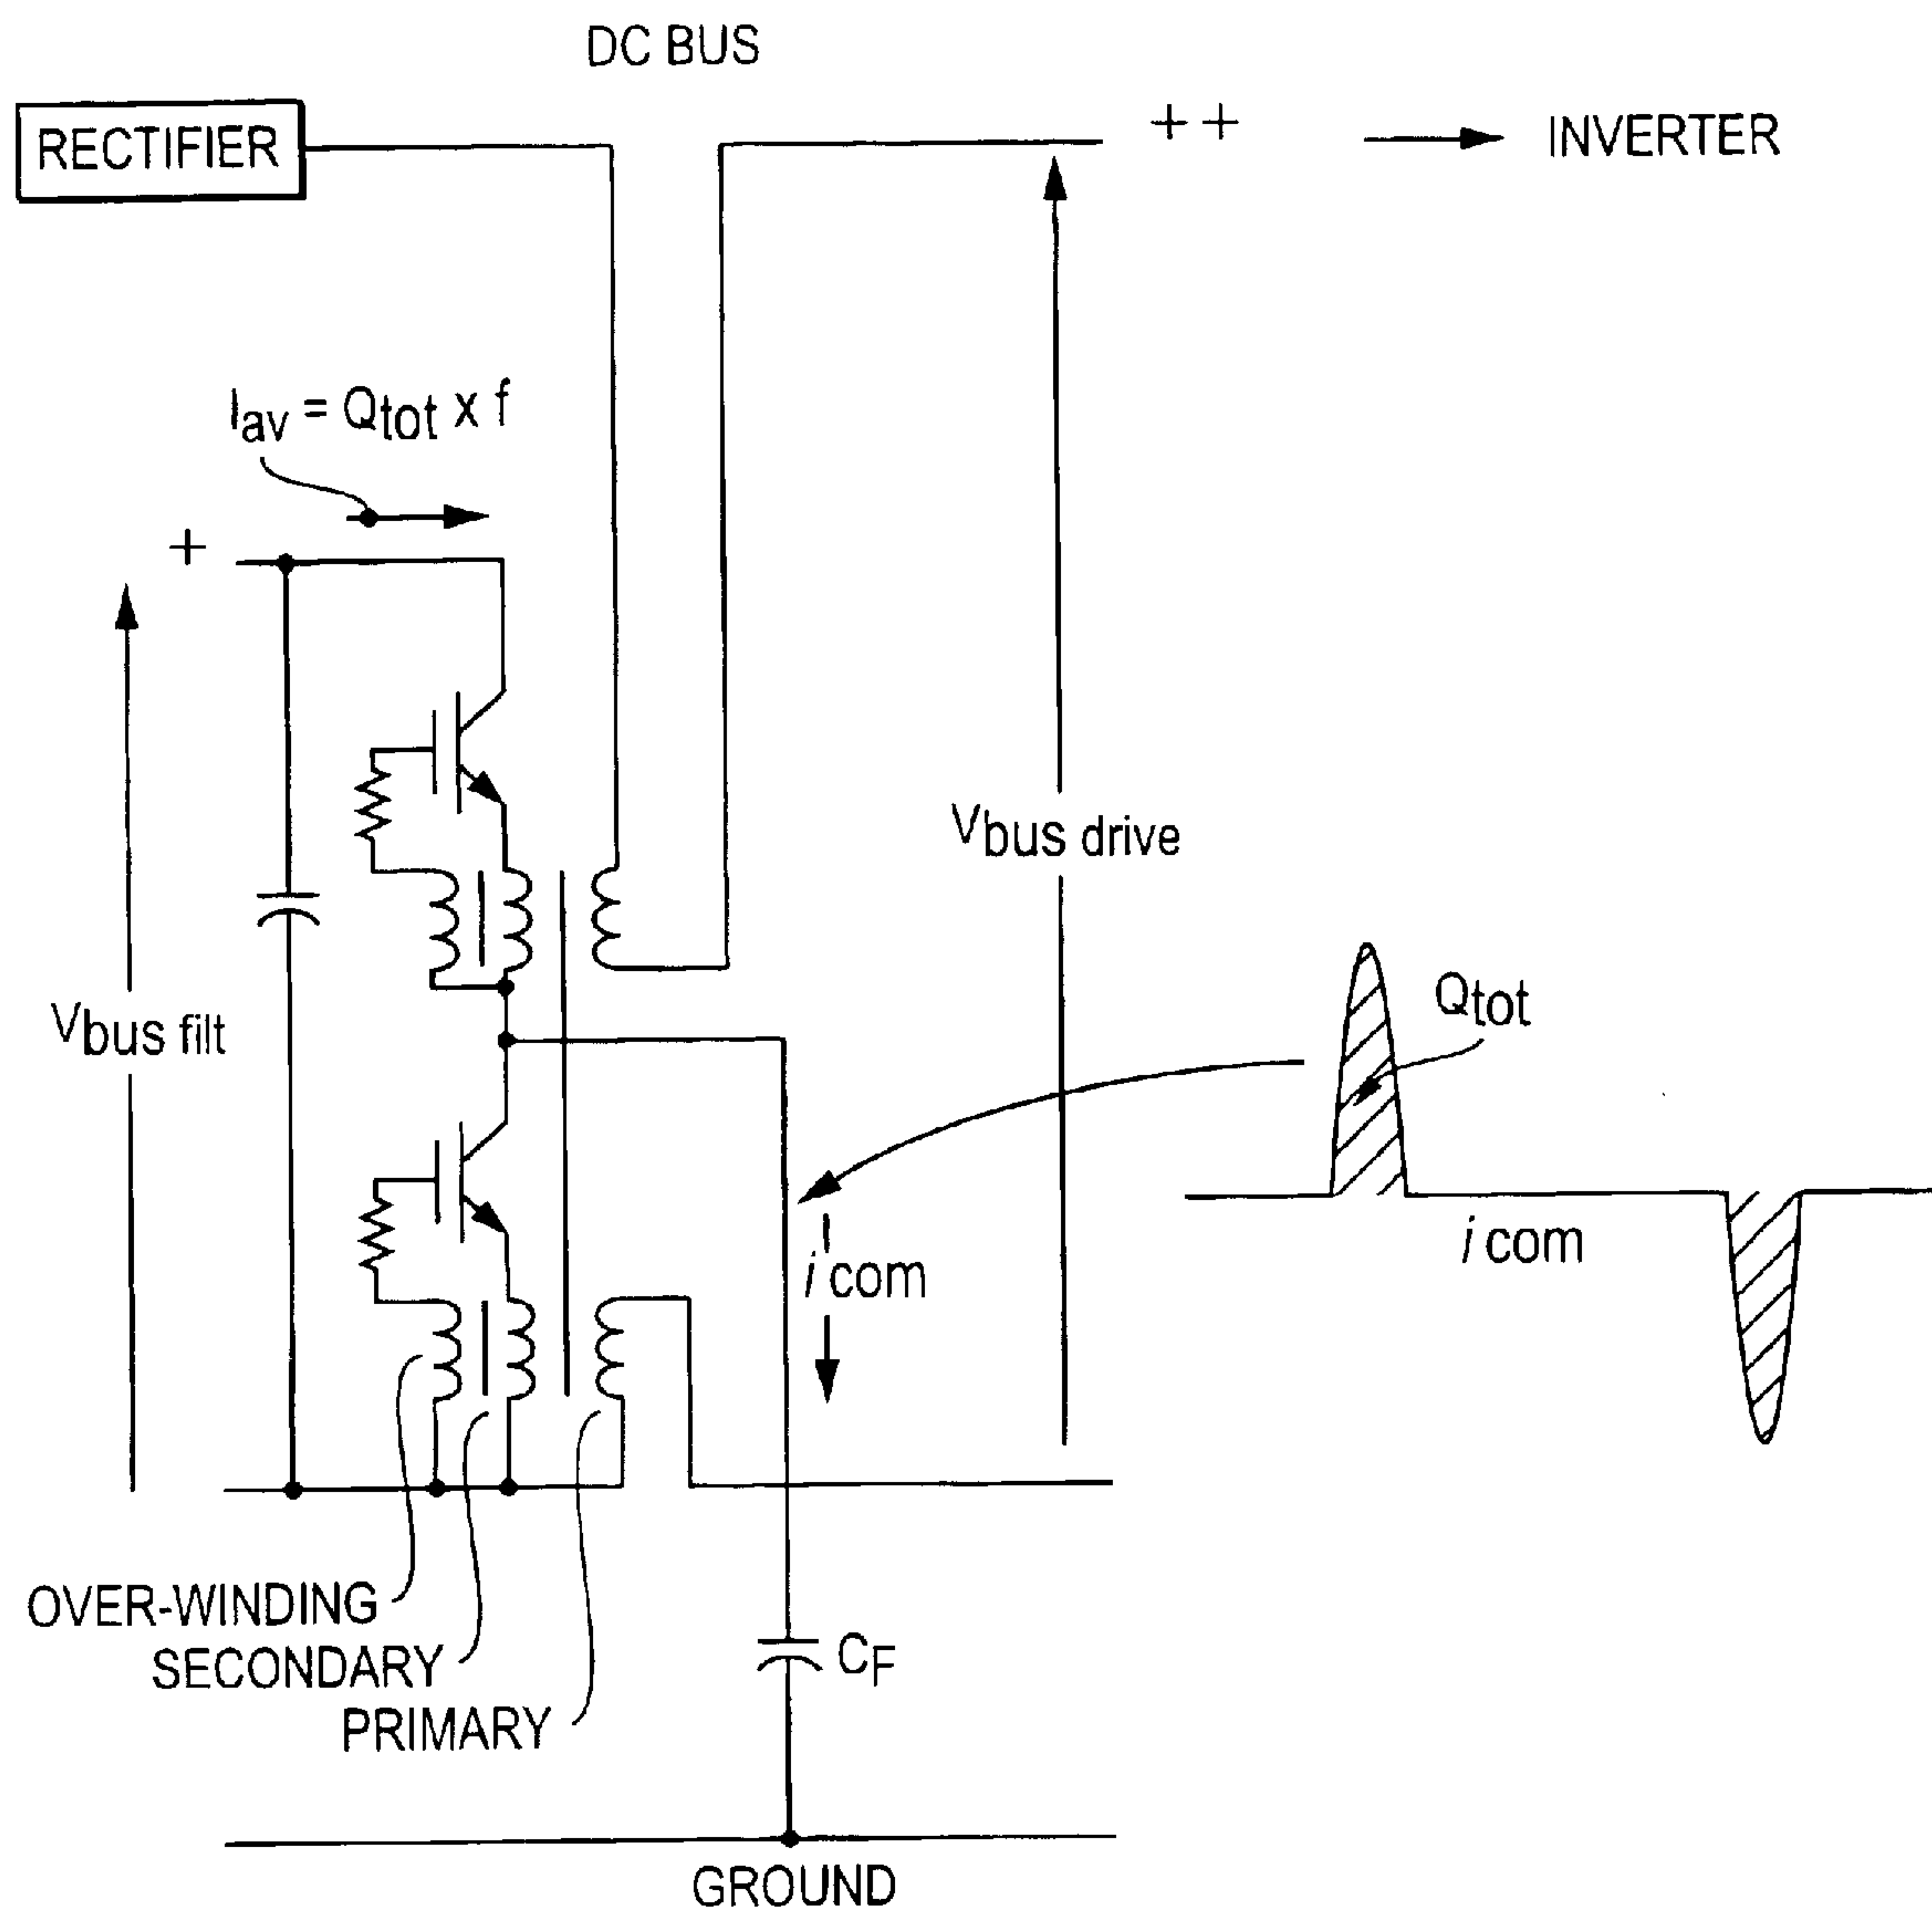 DC BUS
RECTIFIER
++
INVERTER
Iav = Qtot x f
+
Vbus drive
Vbus filt
Qtot
i com
i com
OVER-WINDING
SECONDARY
PRIMARY
CF
GROUND